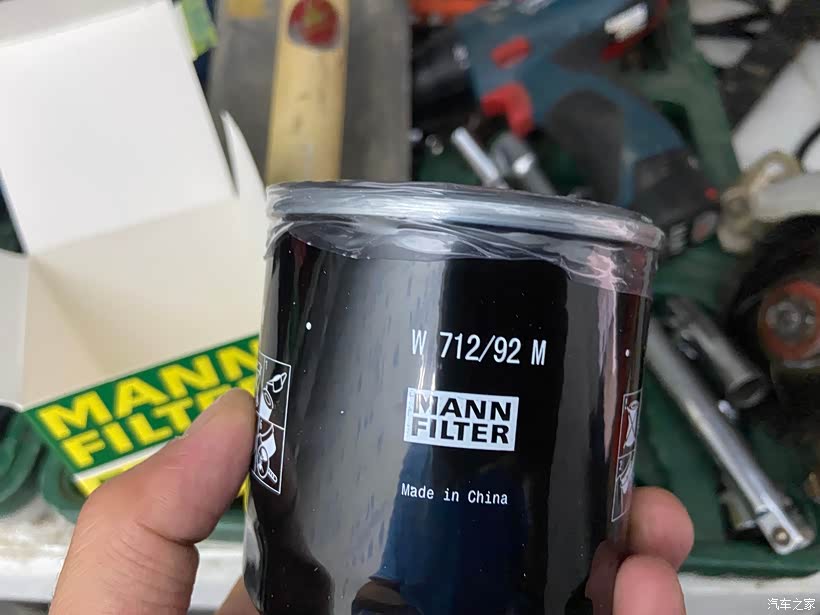 W 712/92 M
MANN
FILTER
Made in China
MANN
FILTER
汽车之家